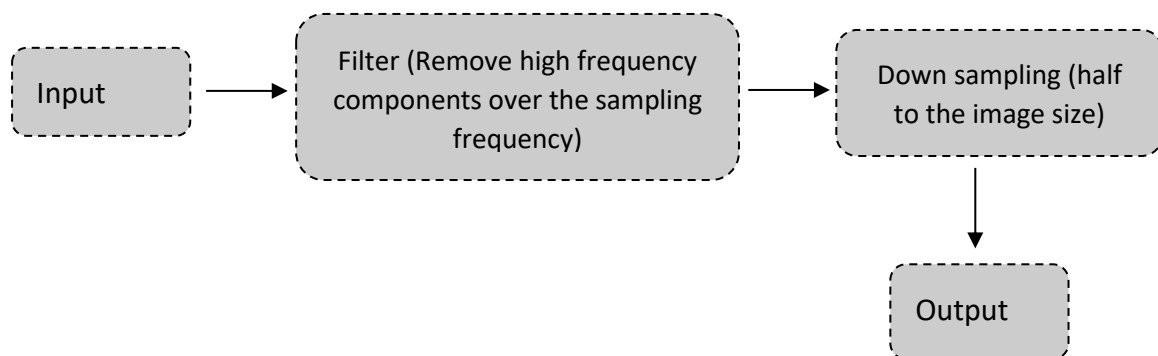 Input
Filter (Remove high frequency
components over the sampling
frequency)
Down sampling (half
to the image size)
Output